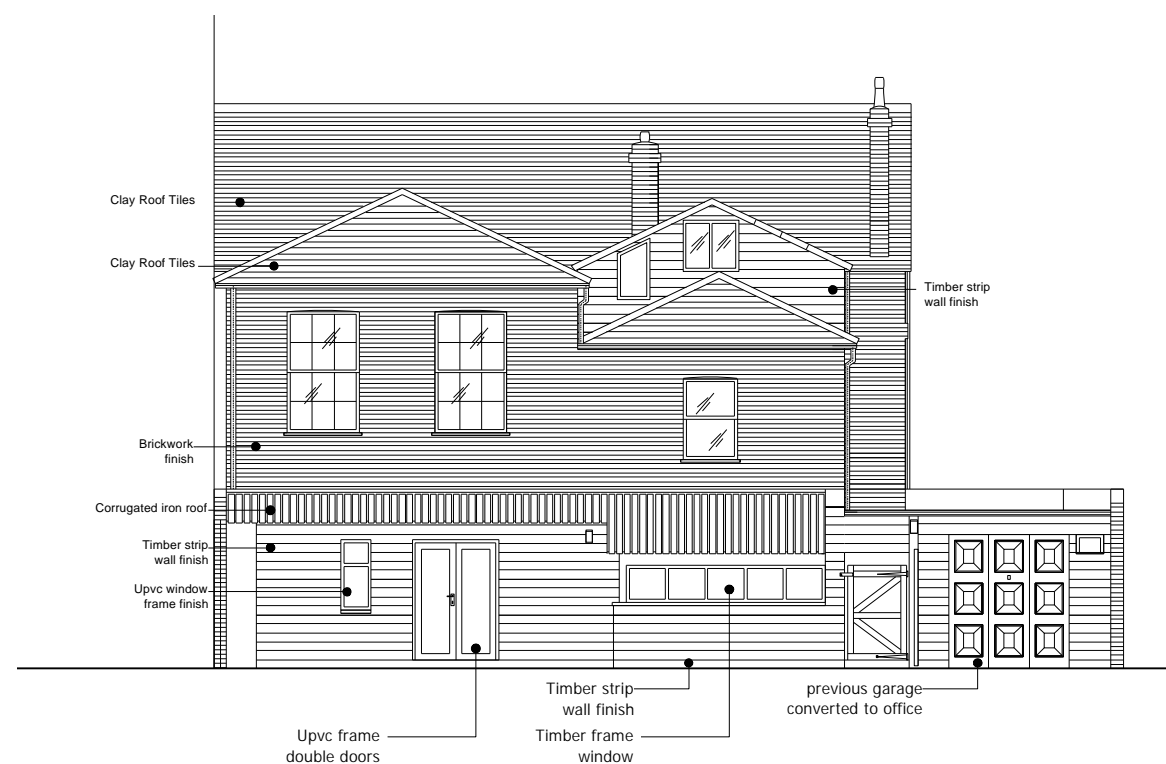 Clay Roof Tiles
Clay Roof Tiles
Timber strip
wall finish
Brickwork
finish
Corrugated iron roof
Timber strip
wall finish
Upvc window
frame finish
Timber strip
wall finish
previous garage
converted to office
Upvc frame
double doors
Timber frame
window